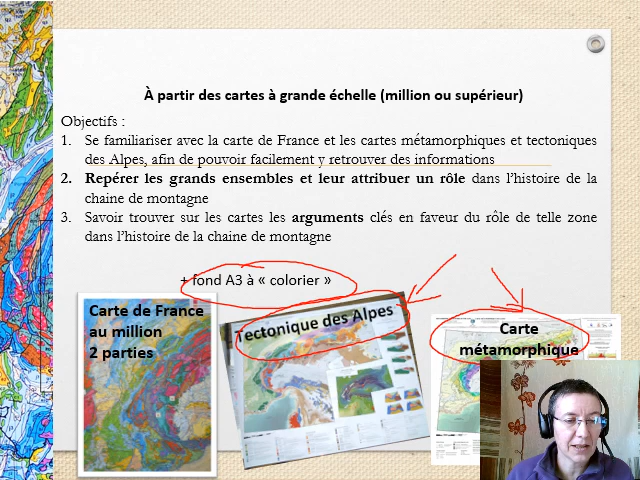 À partir des cartes à grande échelle (million ou supérieur)
Objectifs :
1. Se familiariser avec la carte de France et les cartes métamorphiques et tectoniques
des Alpes, afin de pouvoir facilement y retrouver des informations
2. Repérer les grands ensembles et leur attribuer un rôle dans l'histoire de la
chaine de montagne
3. Savoir trouver sur les cartes les arguments clés en faveur du rôle de telle zone
dans l'histoire de la chaine de montagne
+ fond A3 à « colorier »
Carte de France
au million
2 parties
Tectonique des Alpes
Carte
métamorphique